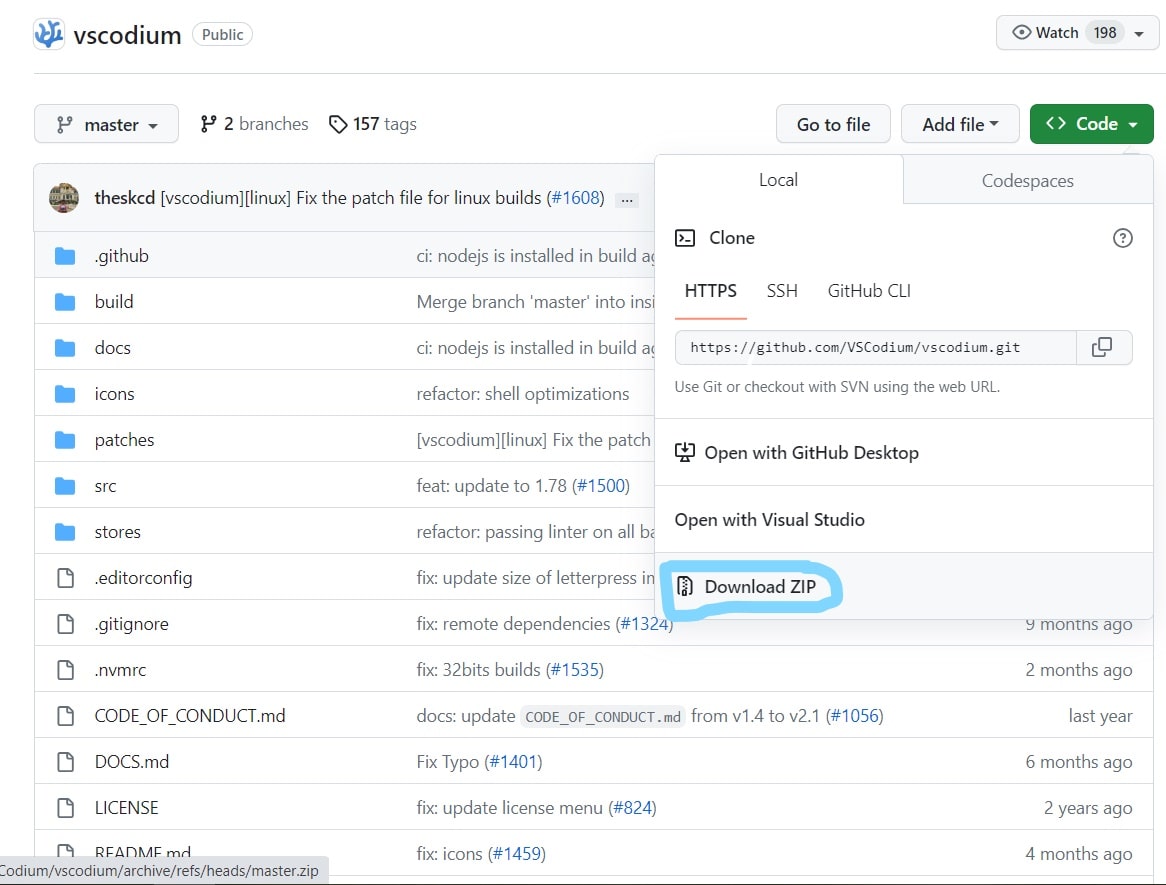 vscodium Public Watch 198
master 2 branches 157 tags Go to file Add file Code
theskcd [vscodium][linux] Fix the patch file for linux builds (#1608) ...
Local Codespaces
Clone
HTTPS SSH GitHub CLI
https://github.com/VSCodium/vscodium.git
Use Git or checkout with SVN using the web URL.
Open with GitHub Desktop
Open with Visual Studio
Download ZIP
.github ci: nodejs is installed in build ag
build Merge branch 'master' into insi
docs ci: nodejs is installed in build ag
icons refactor: shell optimizations
patches [vscodium][linux] Fix the patch
src feat: update to 1.78 (#1500)
stores refactor: passing linter on all ba
.editorconfig fix: update size of letterpress in
.gitignore fix: remote dependencies (#1324) 9 months ago
.nvmrc fix: 32bits builds (#1535) 2 months ago
CODE_OF_CONDUCT.md docs: update CODE_OF_CONDUCT.md from v1.4 to v2.1 (#1056) last year
DOCS.md Fix Typo (#1401) 6 months ago
LICENSE fix: update license menu (#824) 2 years ago
README.md fix: icons (#1459) 4 months ago
Codium/vscodium/archive/refs/heads/master.zip